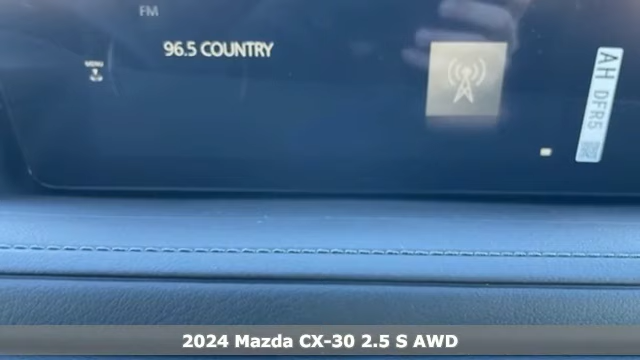 FM
96.5 COUNTRY
MENU
AH DFR5
2024 Mazda CX-30 2.5 S AWD